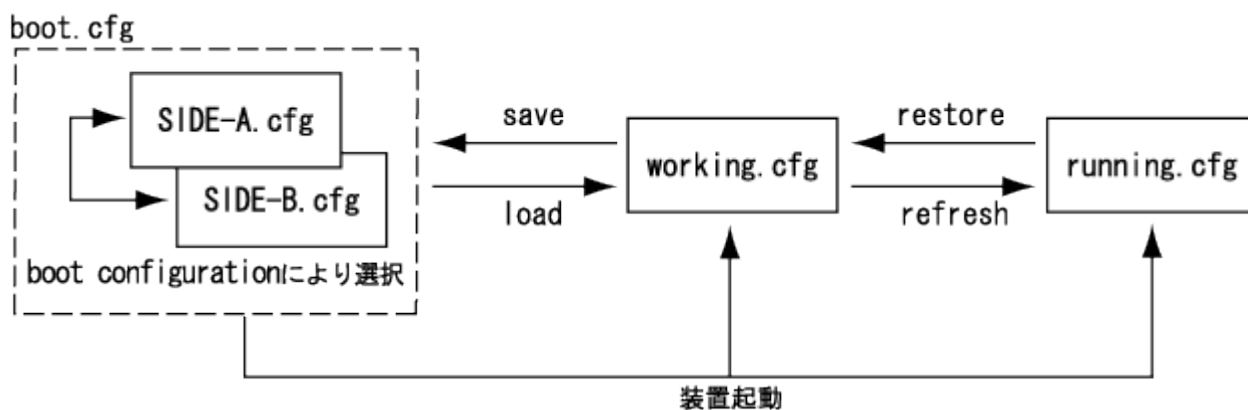 boot.cfg
SIDE-A.cfg
SIDE-B.cfg
boot configurationにより選択
save
load
working.cfg
restore
refresh
running.cfg
装置起動